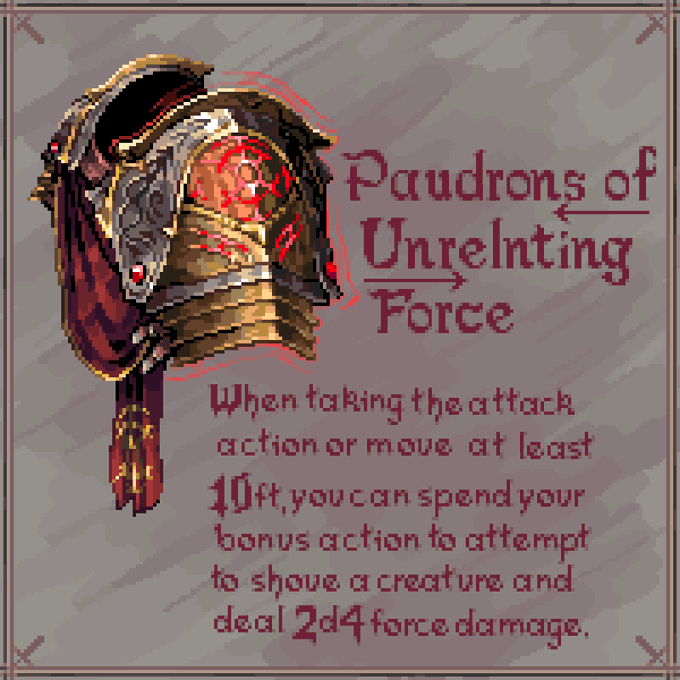 Paudrons of
Unrelnting
Force
When taking the attack
action or move at least
10ft, you can spend your
bonus action to attempt
to shove a creature and
deal 2d4 force damage.